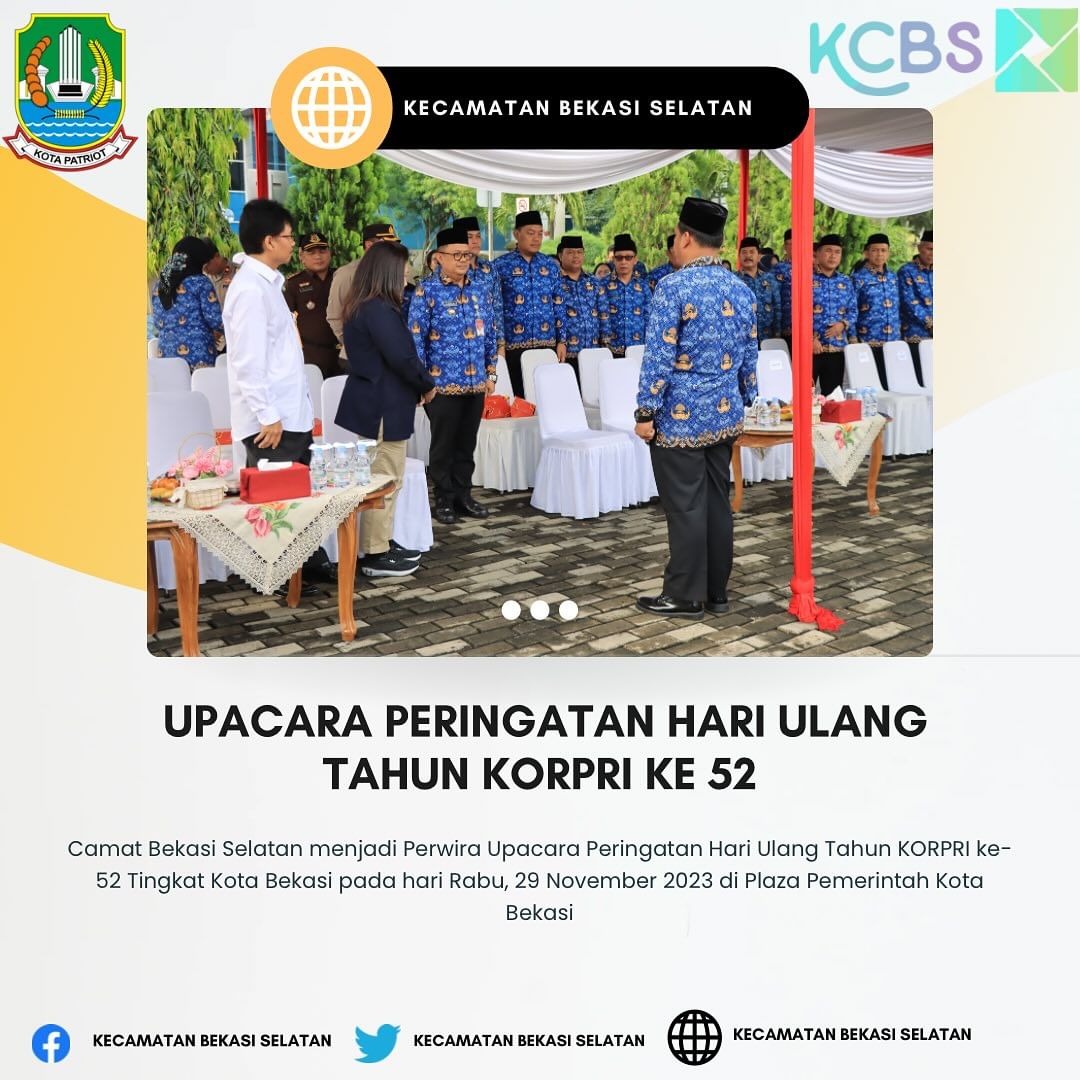 KOTA PATRIOT
KCBS
KECAMATAN BEKASI SELATAN
UPACARA PERINGATAN HARI ULANG
TAHUN KORPRI KE 52
Camat Bekasi Selatan menjadi Perwira Upacara Peringatan Hari Ulang Tahun KORPRI ke-
52 Tingkat Kota Bekasi pada hari Rabu, 29 November 2023 di Plaza Pemerintah Kota
Bekasi
KECAMATAN BEKASI SELATAN
KECAMATAN BEKASI SELATAN
KECAMATAN BEKASI SELATAN